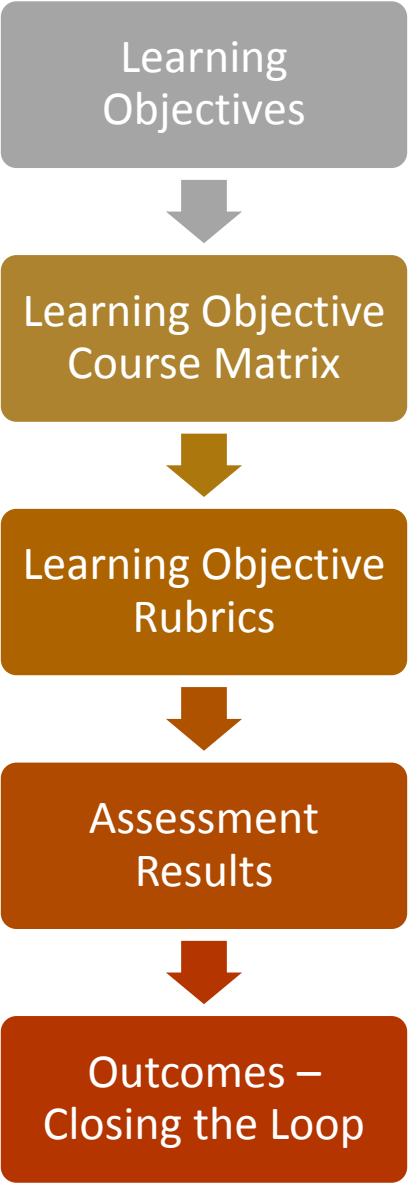 Learning
Objectives
Learning Objective
Course Matrix
Learning Objective
Rubrics
Assessment
Results
Outcomes –
Closing the Loop